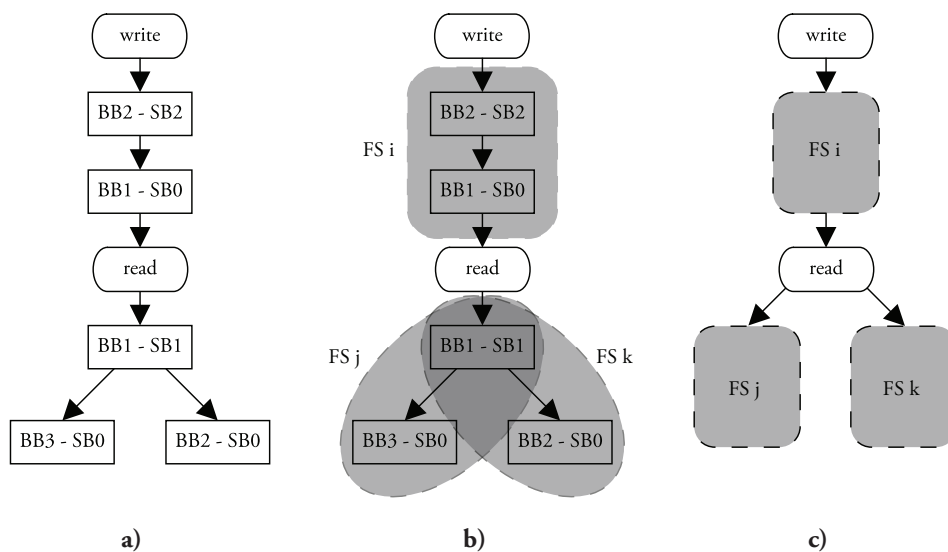 write write write
BB2 - SB2 BB2 - SB2
FS i FS i
BB1 - SB0 BB1 - SB0
read read read
BB1 - SB1 BB1 - SB1
FS j FS k
FS j FS k
BB3 - SB0 BB2 - SB0 BB3 - SB0 BB2 - SB0
a) b) c)